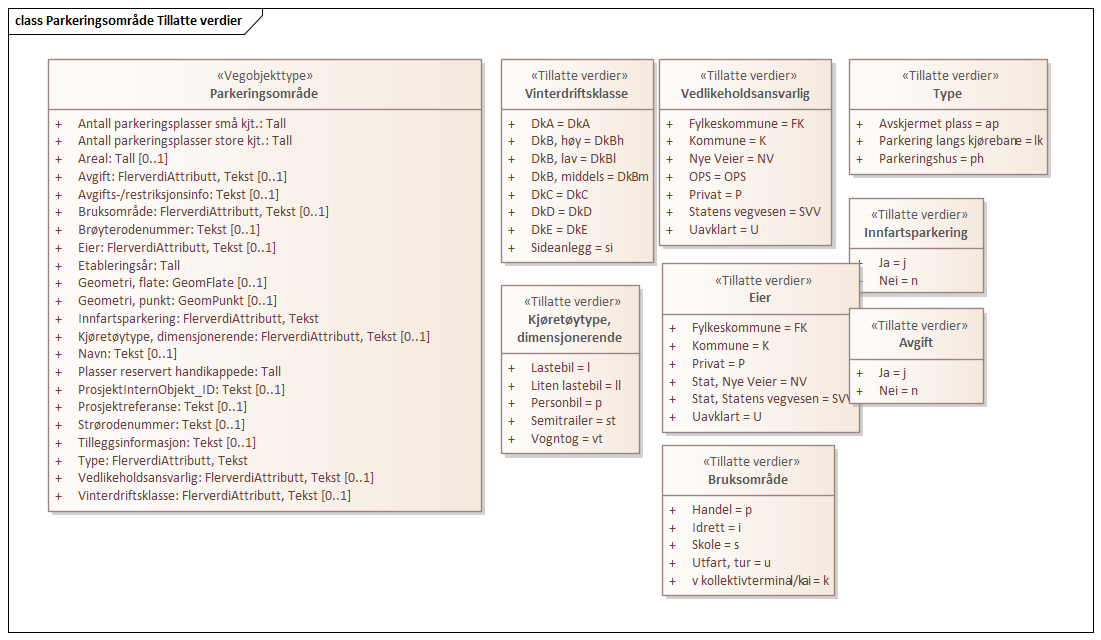 class Parkeringsområde Tillatte verdier
«Vegobjekttype»
Parkeringsområde
+ Antall parkeringsplasser små kjt.: Tall
+ Antall parkeringsplasser store kjt.: Tall
+ Areal: Tall [0..1]
+ Avgift: FlerverdiAttributt, Tekst [0..1]
+ Avgifts-/restriksjonsinfo: Tekst [0..1]
+ Bruksområde: FlerverdiAttributt, Tekst [0..1]
+ Brøyterodenummer: Tekst [0..1]
+ Eier: FlerverdiAttributt, Tekst [0..1]
+ Etableringsår: Tall
+ Geometri, flate: GeomFlate [0..1]
+ Geometri, punkt: GeomPunkt [0..1]
+ Innfartsparkering: FlerverdiAttributt, Tekst
+ Kjøretøytype, dimensjonerende: FlerverdiAttributt, Tekst [0..1]
+ Navn: Tekst [0..1]
+ Plasser reservert handikappede: Tall
+ ProsjektInternObjekt_ID: Tekst [0..1]
+ Prosjektreferanse: Tekst [0..1]
+ Strørodenummer: Tekst [0..1]
+ Tilleggsinformasjon: Tekst [0..1]
+ Type: FlerverdiAttributt, Tekst
+ Vedlikeholdsansvarlig: FlerverdiAttributt, Tekst [0..1]
+ Vinterdriftsklasse: FlerverdiAttributt, Tekst [0..1]
«Tillatte verdier»
Vinterdriftsklasse
+ DkA = DkA
+ DkB, høy = DkBh
+ DkB, lav = DkBl
+ DkB, middels = DkBm
+ DkC = DkC
+ DkD = DkD
+ DkE = DkE
+ Sideanlegg = si
«Tillatte verdier»
Kjøretøytype,
dimensjonerende
+ Lastebil = l
+ Liten lastebil = ll
+ Personbil = p
+ Semitrailer = st
+ Vogntog = vt
«Tillatte verdier»
Vedlikeholdsansvarlig
+ Fylkeskommune = FK
+ Kommune = K
+ Nye Veier = NV
+ OPS = OPS
+ Privat = P
+ Statens vegvesen = SVV
+ Uavklart = U
«Tillatte verdier»
Eier
+ Fylkeskommune = FK
+ Kommune = K
+ Privat = P
+ Stat, Nye Veier = NV
+ Stat, Statens vegvesen = SVV
+ Uavklart = U
«Tillatte verdier»
Bruksområde
+ Handel = p
+ Idrett = i
+ Skole = s
+ Utfart, tur = u
+ v kollektivterminal/kai = k
«Tillatte verdier»
Type
+ Avskjermet plass = ap
+ Parkering langs kjørebane = lk
+ Parkeringshus = ph
«Tillatte verdier»
Innfartsparkering
+ Ja = j
+ Nei = n
«Tillatte verdier»
Avgift
+ Ja = j
+ Nei = n